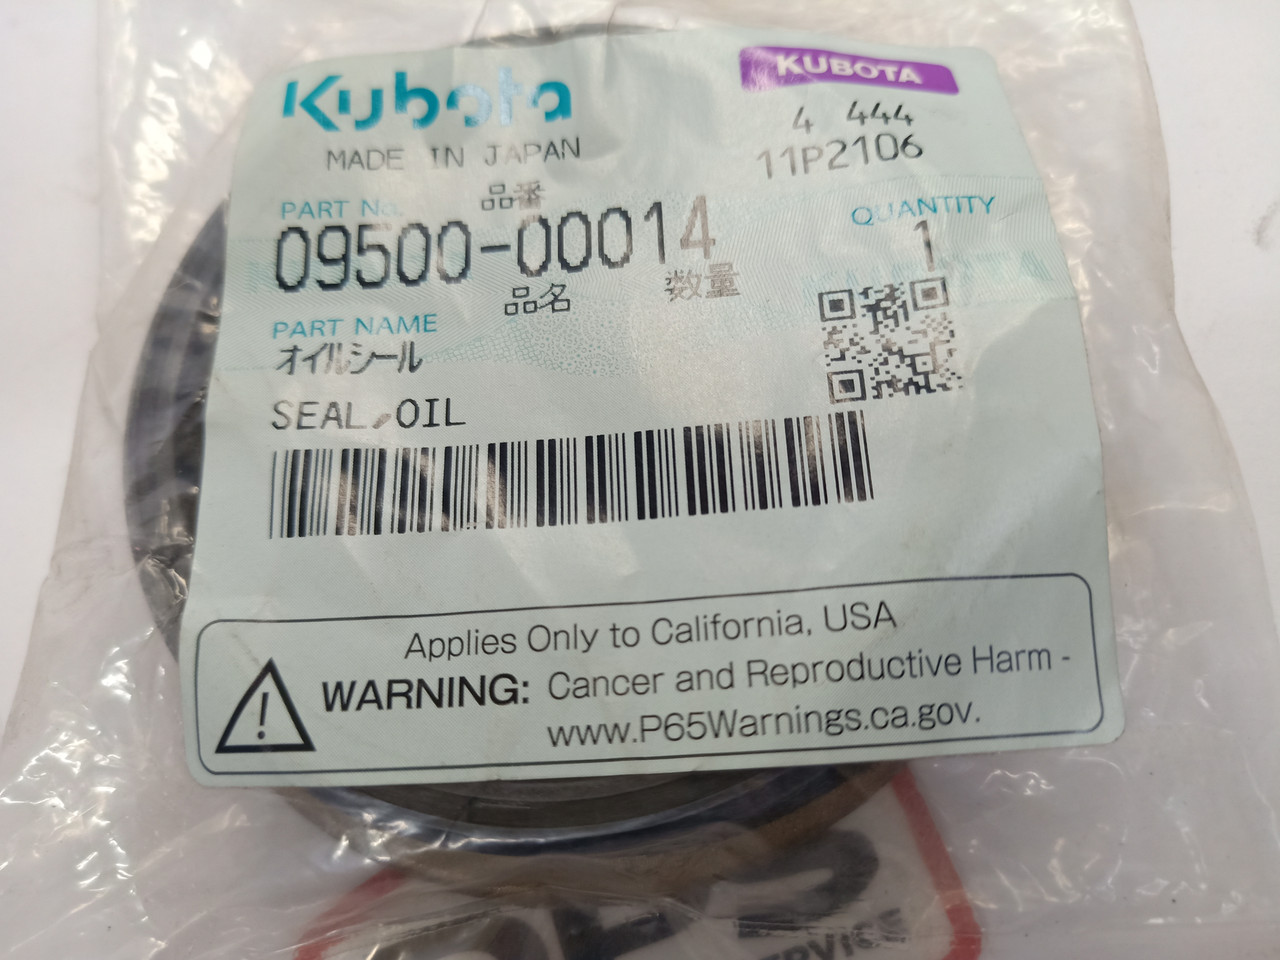 Kubota
KUBOTA
MADE IN JAPAN
4 444
11P2106
PART No.
品番
09500-00014
QUANTITY
1
品名
数量
PART NAME
オイルシール
SEAL,OIL
Applies Only to California, USA
WARNING: Cancer and Reproductive Harm -
www.P65Warnings.ca.gov.